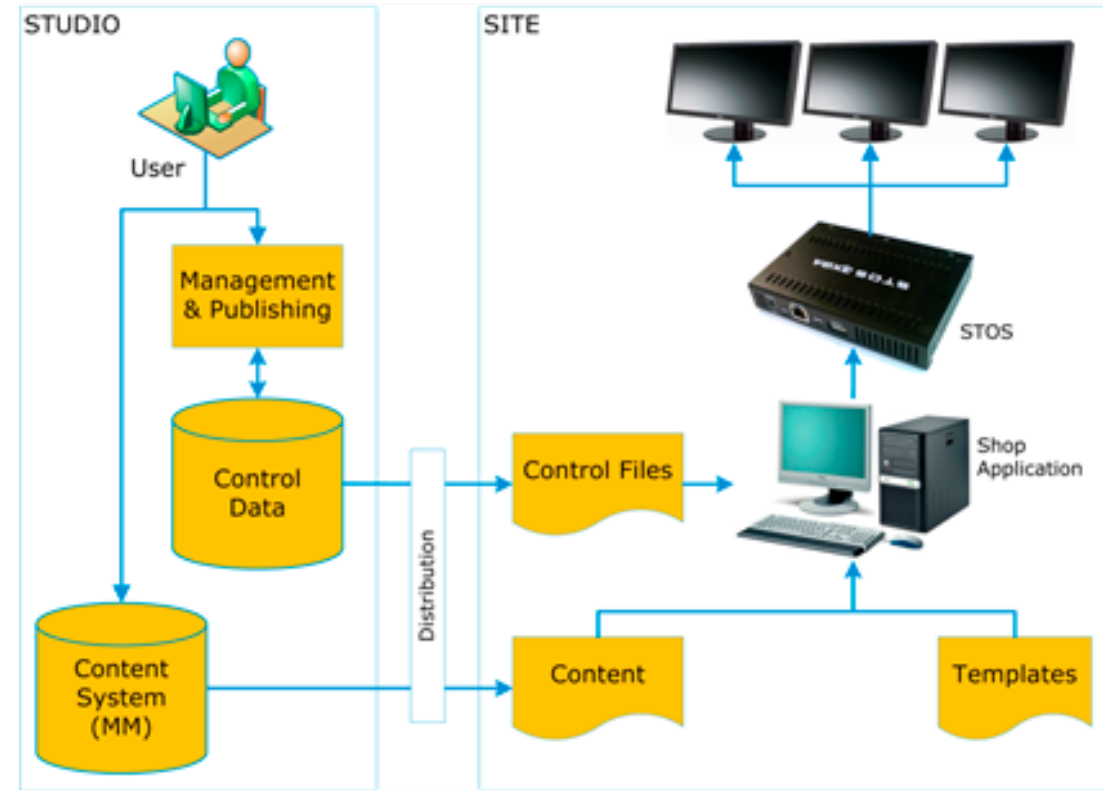 STUDIO
SITE
User
Management
& Publishing
STOS
Control
Data
Control Files
Shop
Application
Distribution
Content
System
(MM)
Content
Templates